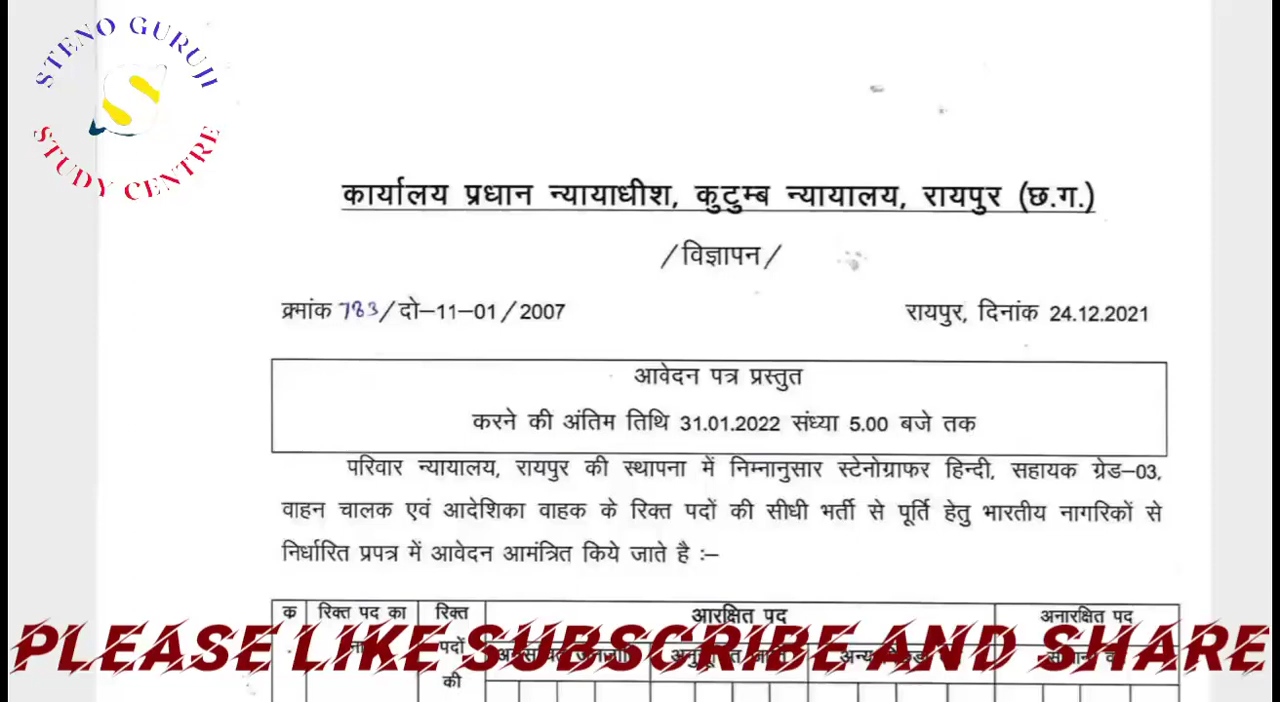 STENO GURUJI
STUDY CENTRE
S
कार्यालय प्रधान न्यायाधीश, कुटुम्ब न्यायालय, रायपुर (छ.ग.)
/विज्ञापन/
क्र्मांक 783/दो–11–01/2007 रायपुर, दिनांक 24.12.2021
आवेदन पत्र प्रस्तुत
करने की अंतिम तिथि 31.01.2022 संध्या 5.00 बजे तक
परिवार न्यायालय, रायपुर की स्थापना में निम्नानुसार स्टेनोग्राफर हिन्दी, सहायक ग्रेड–03,
वाहन चालक एवं आदेशिका वाहक के रिक्त पदों की सीधी भर्ती से पूर्ति हेतु भारतीय नागरिकों से
निर्धारित प्रपत्र में आवेदन आमंत्रित किये जाते है :–
क रिक्त पद का रिक्त आरक्षित पद अनारक्षित पद
पदों
की
PLEASE LIKE SUBSCRIBE AND SHARE